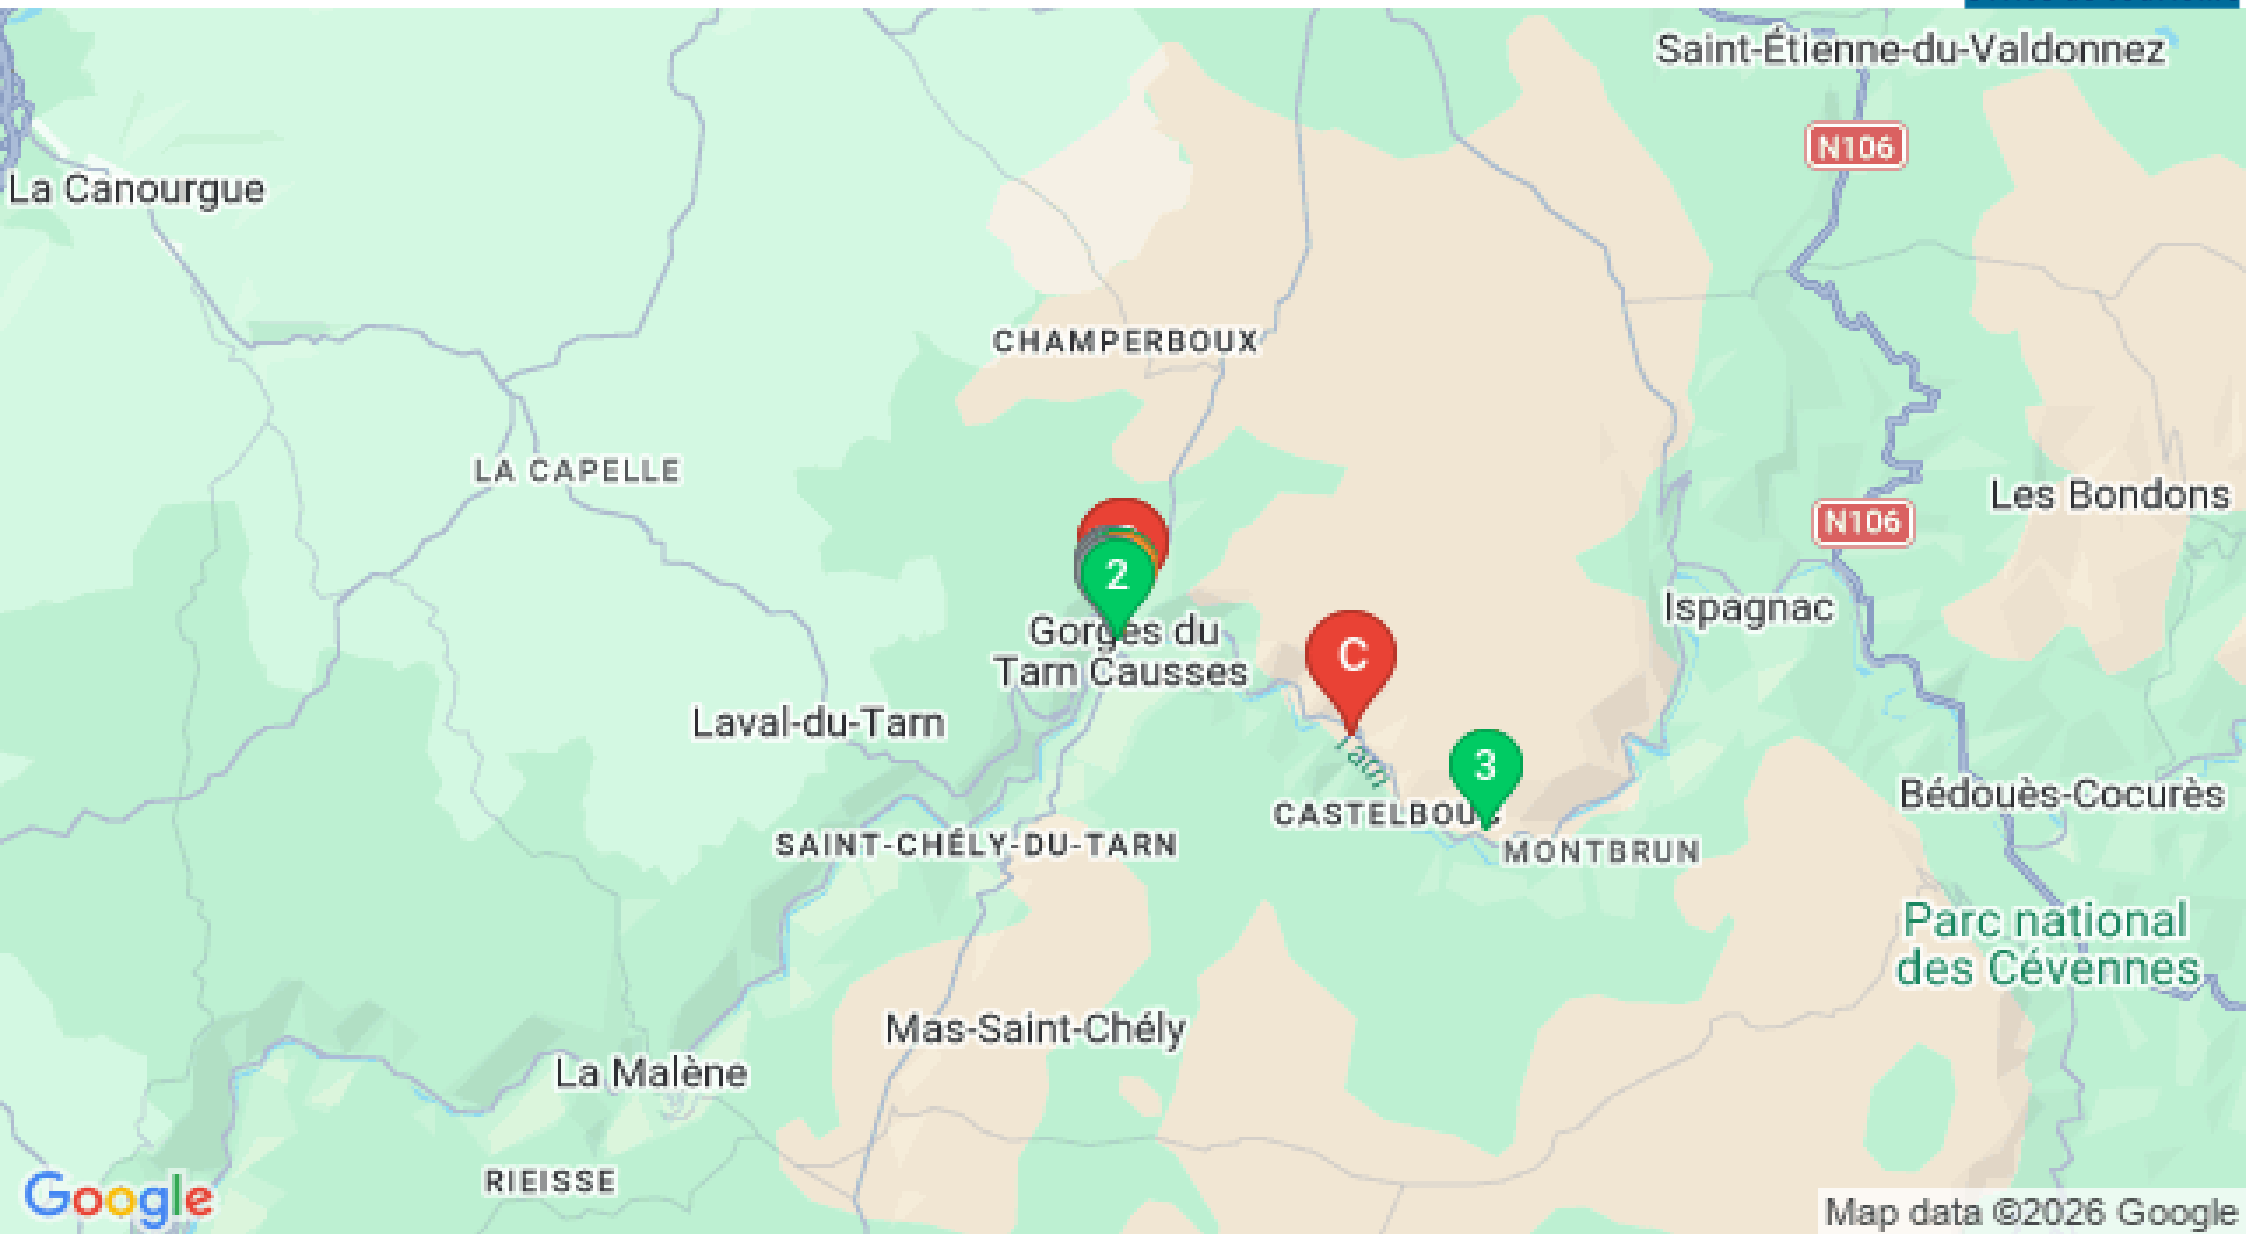 Saint-Étienne-du-Valdonnez
N106
La Canourgue
CHAMPERBOUX
LA CAPELLE
Les Bondons
N106
2
Gorges du
Tarn Causses
Ispagnac
C
Laval-du-Tarn
Tarn
3
CASTELBOUC
Bédouès-Cocurès
SAINT-CHÉLY-DU-TARN
MONTBRUN
Parc national
des Cévennes
Mas-Saint-Chély
La Malène
RIEISSE
Google
Map data ©2026 Google